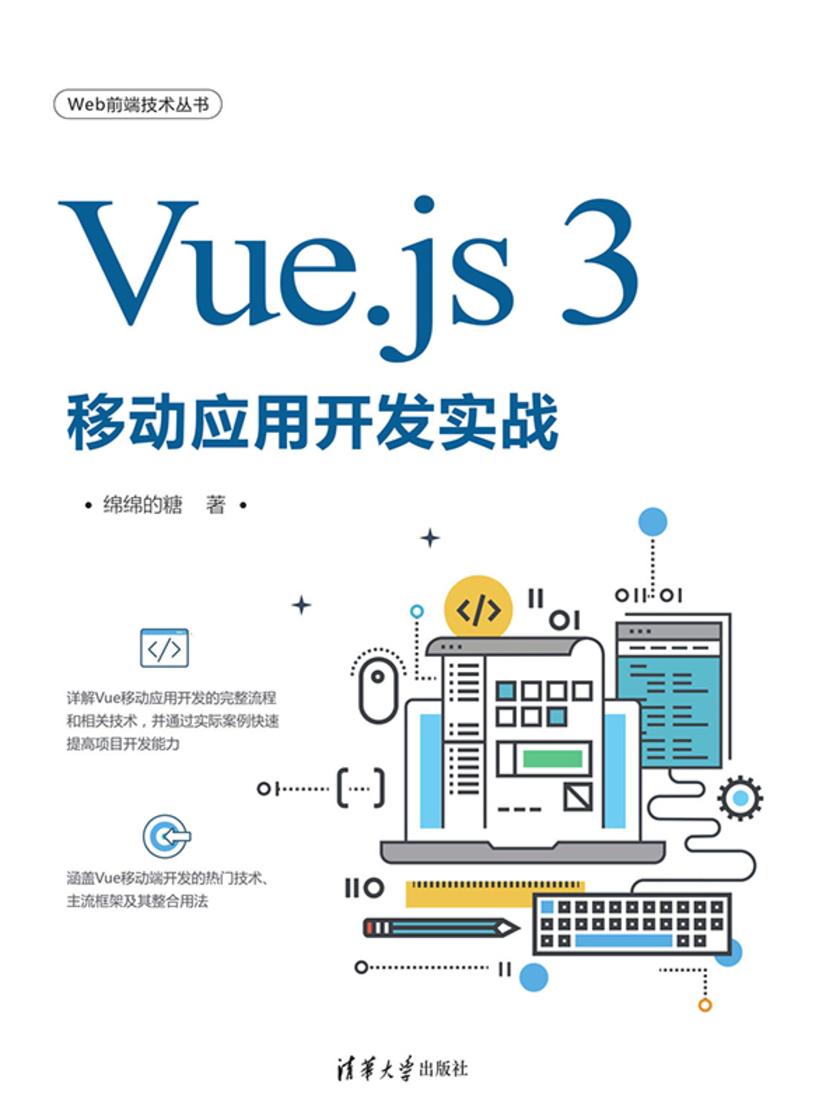 Web前端技术丛书
Vue.js 3
移动应用开发实战
• 绵绵的糖 著 •
</>
</>
详解Vue移动应用开发的完整流程
和相关技术，并通过实际案例快速
提高项目开发能力
涵盖Vue移动端开发的热门技术、
主流框架及其整合用法
清华大学出版社